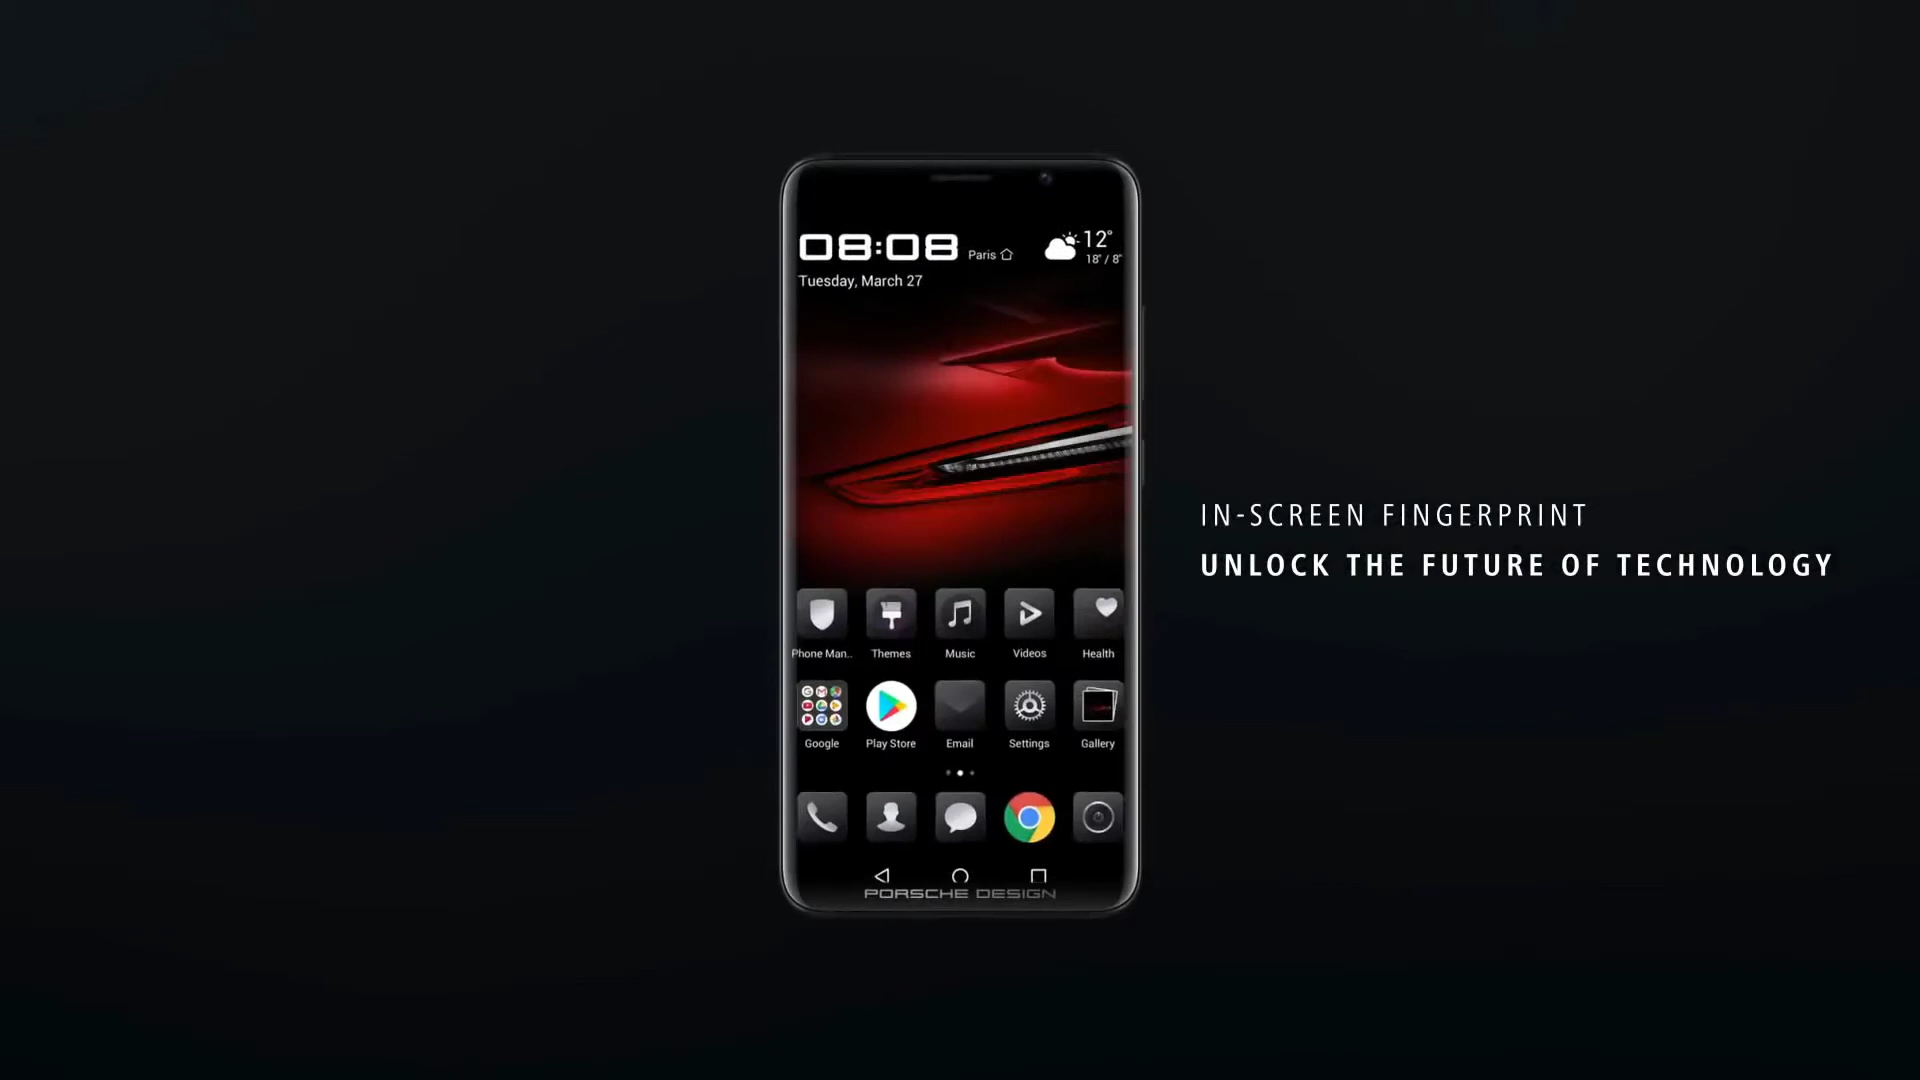 08:08 Paris 12°
18° / 8°
Tuesday, March 27
IN-SCREEN FINGERPRINT
UNLOCK THE FUTURE OF TECHNOLOGY
Phone Man.. Themes Music Videos Health
Google Play Store Email Settings Gallery
PORSCHE DESIGN